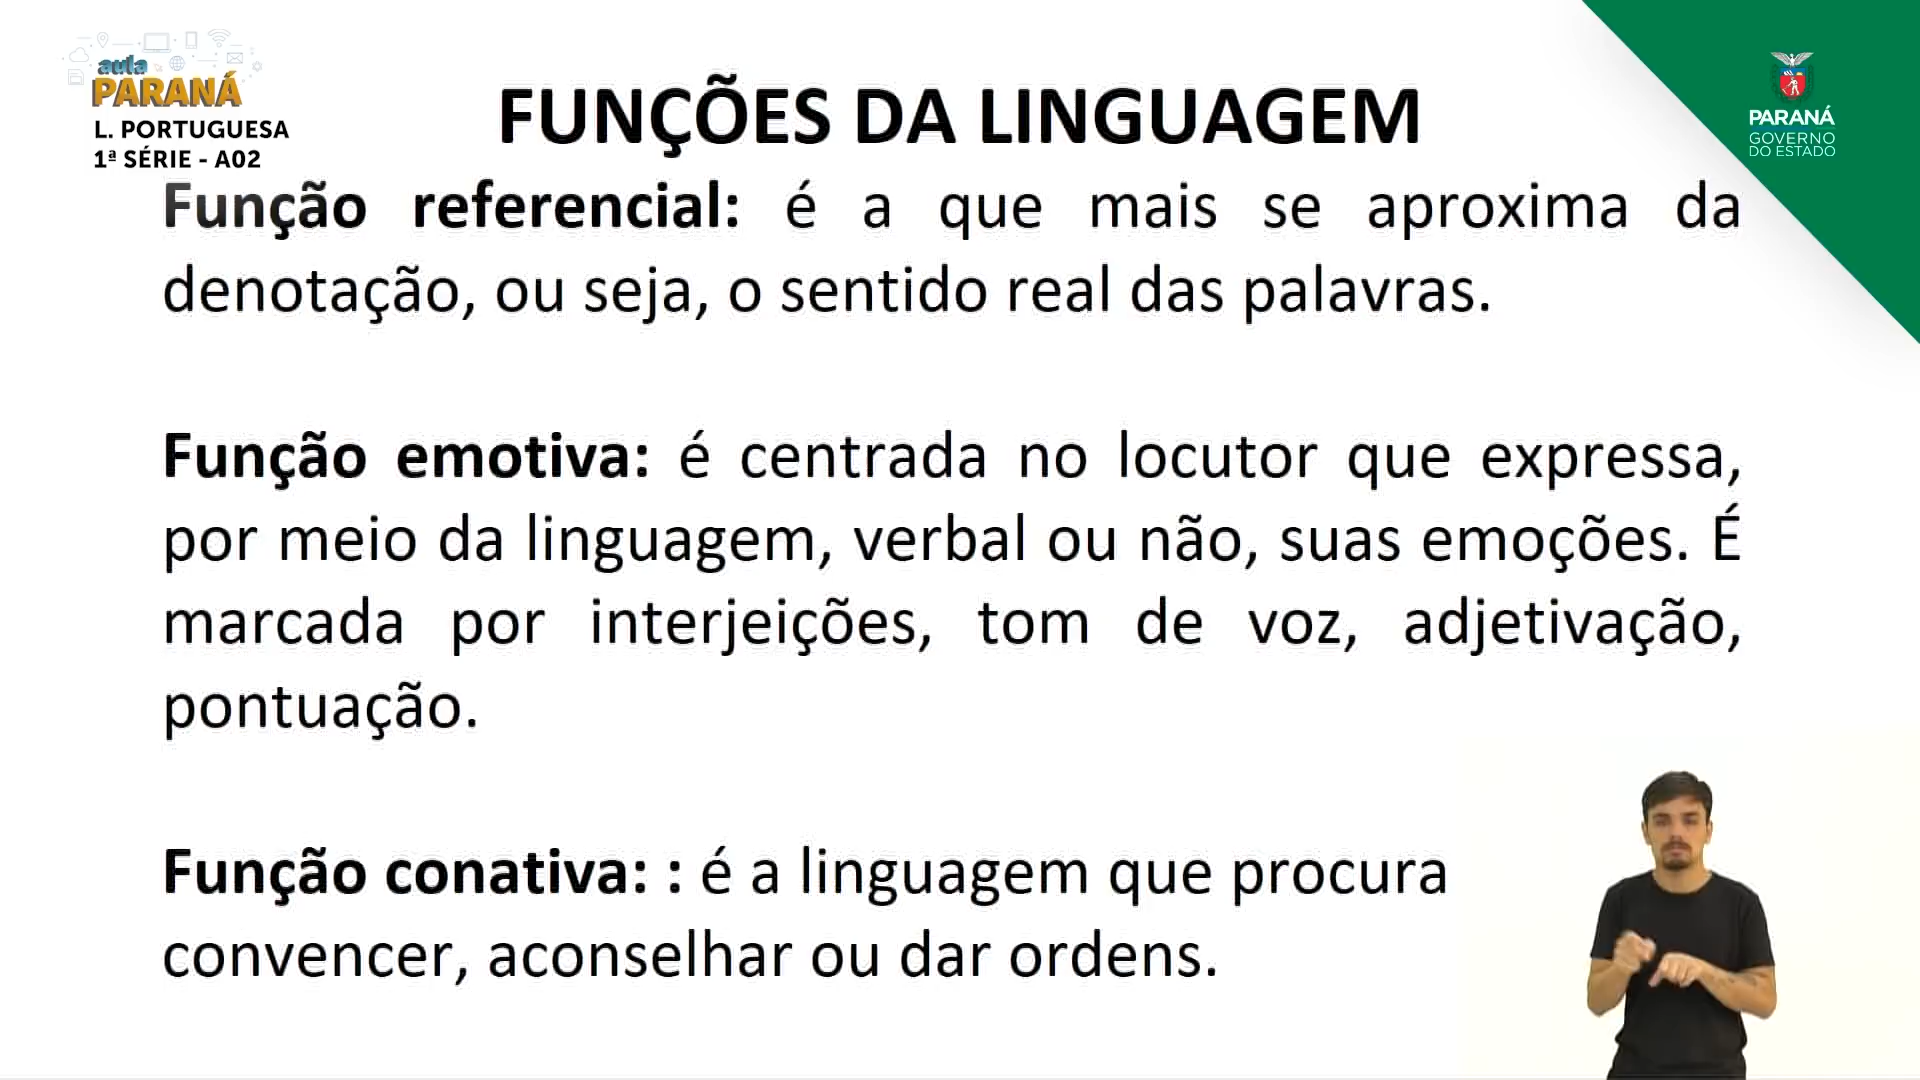 aula
PARANÁ
L. PORTUGUESA
1ª SÉRIE - A02
FUNÇÕES DA LINGUAGEM
PARANÁ
GOVERNO
DO ESTADO
Função referencial: é a que mais se aproxima da
denotação, ou seja, o sentido real das palavras.
Função emotiva: é centrada no locutor que expressa,
por meio da linguagem, verbal ou não, suas emoções. É
marcada por interjeições, tom de voz, adjetivação,
pontuação.
Função conativa: : é a linguagem que procura
convencer, aconselhar ou dar ordens.